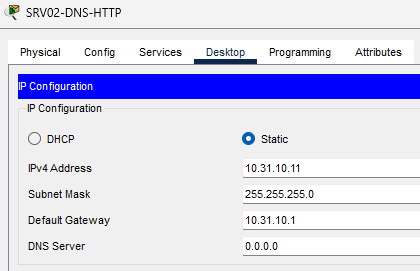 SRV02-DNS-HTTP
Physical Config Services Desktop Programming Attributes
IP Configuration
IP Configuration
DHCP Static
IPv4 Address 10.31.10.11
Subnet Mask 255.255.255.0
Default Gateway 10.31.10.1
DNS Server 0.0.0.0